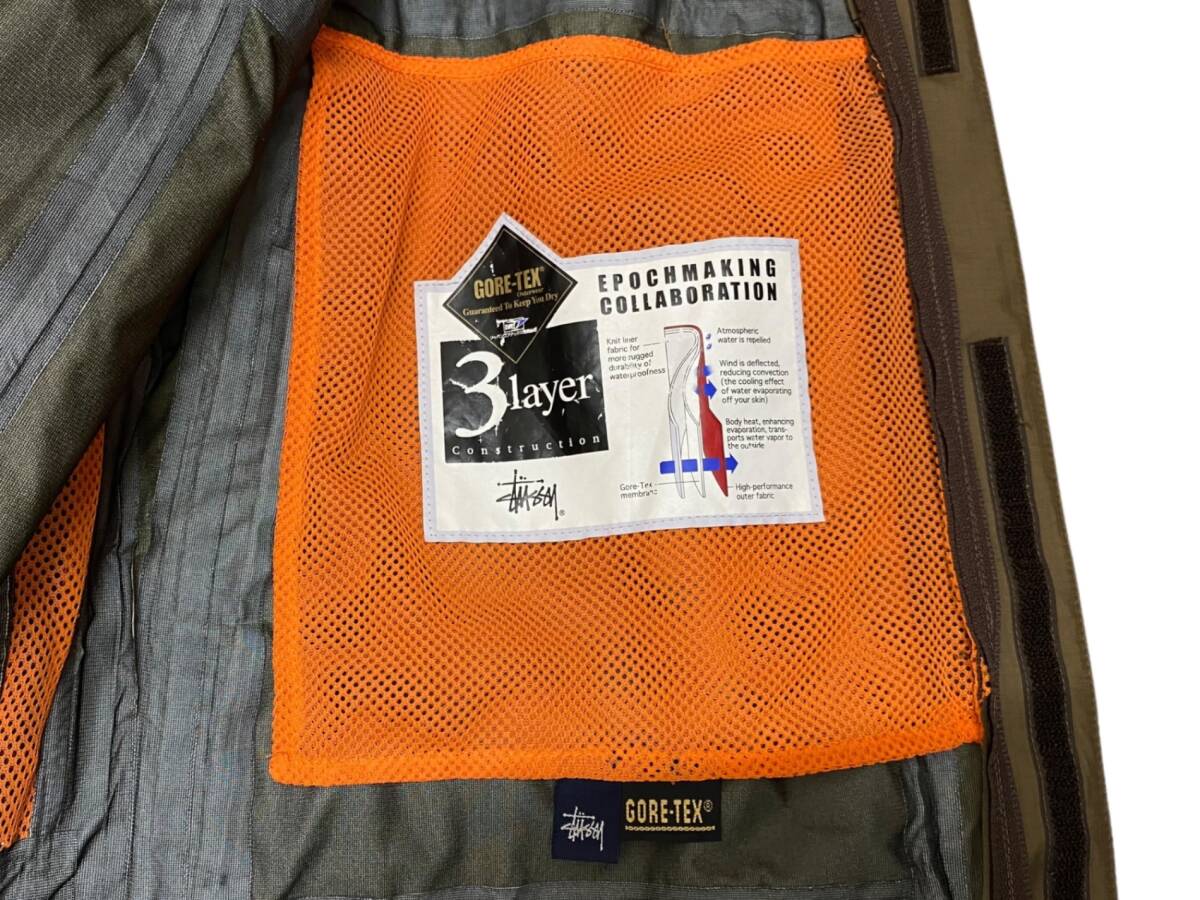 GORE-TEX®
Outerwear
Guaranteed To Keep You Dry
3layer
Construction
Stüssy®
EPOCHMAKING
COLLABORATION
Knit liner
fabric for
more rugged
durability of
waterproofness
Atmospheric
water is repelled
Wind is deflected,
reducing convection
(the cooling effect
of water evaporating
off your skin)
Body heat, enhancing
evaporation, trans-
ports water vapor to
the outside
Gore-Tex
membrane
High-performance
outer fabric
Stüssy
GORE-TEX®